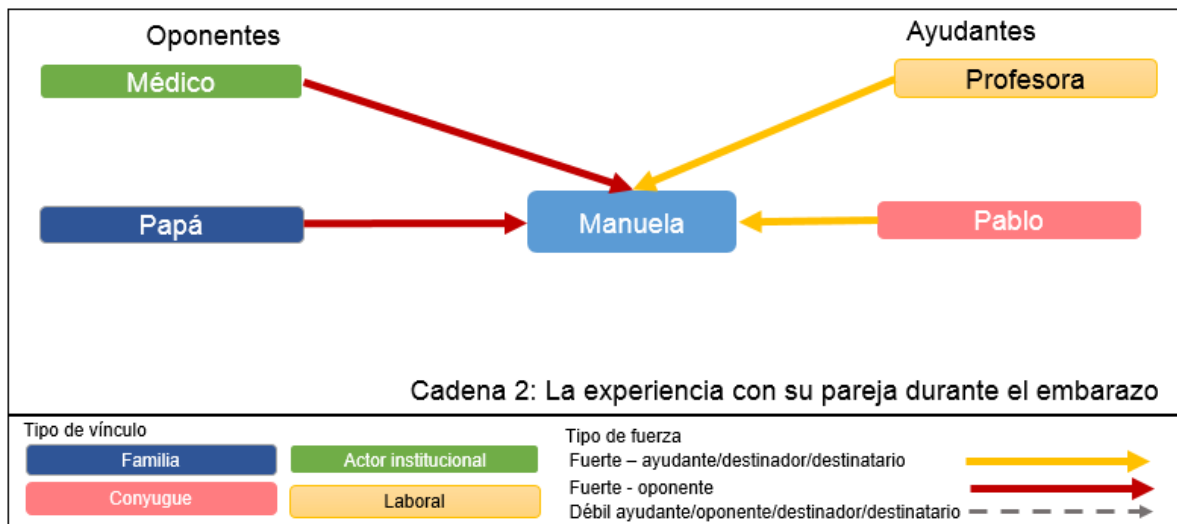 Oponentes
Ayudantes
Médico
Profesora
Papá
Manuela
Pablo
Cadena 2: La experiencia con su pareja durante el embarazo
Tipo de vínculo
Familia
Actor institucional
Conyugue
Laboral
Tipo de fuerza
Fuerte – ayudante/destinador/destinatario
Fuerte - oponente
Débil ayudante/oponente/destinador/destinatario